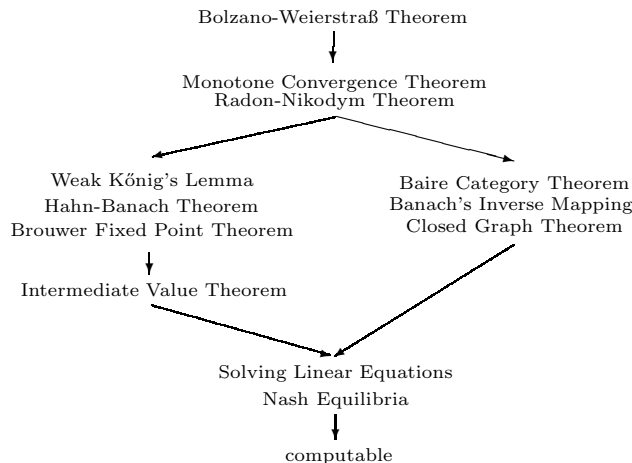 Bolzano-Weierstraß Theorem
Monotone Convergence Theorem
Radon-Nikodym Theorem
Weak Kőnig's Lemma
Hahn-Banach Theorem
Brouwer Fixed Point Theorem
Baire Category Theorem
Banach's Inverse Mapping
Closed Graph Theorem
Intermediate Value Theorem
Solving Linear Equations
Nash Equilibria
computable